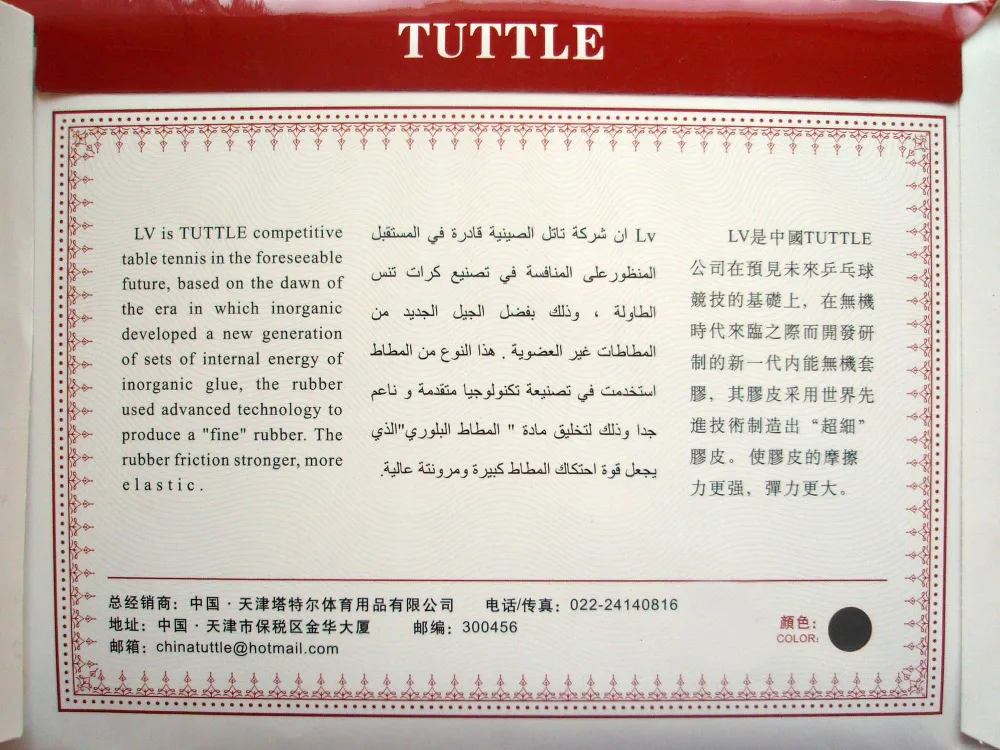 TUTTLE
LV is TUTTLE competitive
table tennis in the foreseeable
future, based on the dawn of
the era in which inorganic
developed a new generation
of sets of internal energy of
inorganic glue, the rubber
used advanced technology to
produce a "fine" rubber. The
rubber friction stronger, more
elastic.
Lv ان شركة تاتل الصينية قادرة في المستقبل
المنظورعلى المنافسة في تصنيع كرات تنس
الطاولة ، وذلك بفضل الجيل الجديد من
المطاطات غير العضوية . هذا النوع من المطاط
استخدمت في تصنيعة تكنولوجيا متقدمة و ناعم
جدا وذلك لتخليق مادة " المطاط البلوري"الذي
يجعل قوة احتكاك المطاط كبيرة ومرونتة عالية.
LV是中國TUTTLE
公司在預見未來乒乓球
競技的基礎上，在無機
時代來臨之際而開發研
制的新一代内能無機套
膠，其膠皮采用世界先
進技術制造出“超細”
膠皮。使膠皮的摩擦
力更强，彈力更大。
总经销商：中国·天津塔特尔体育用品有限公司 电话/传真：022-24140816
地址：中国·天津市保税区金华大厦 邮编：300456
邮箱：chinatuttle@hotmail.com
顏色：
COLOR: